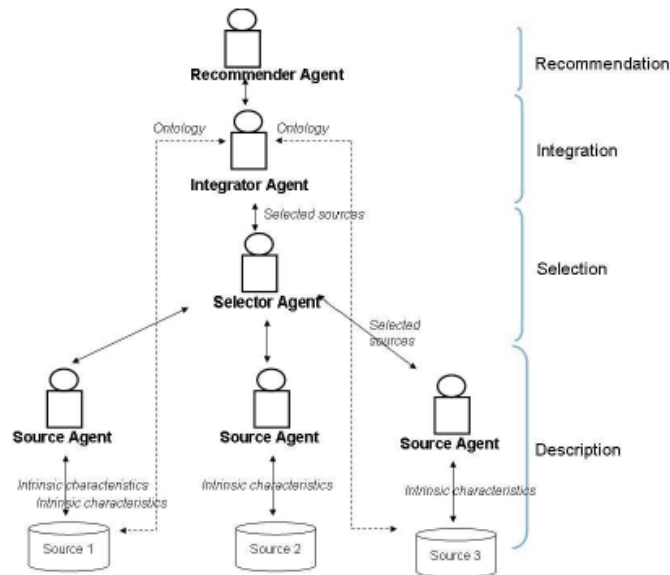 Recommender Agent
Recommendation
Ontology
Ontology
Integration
Integrator Agent
Selected sources
Selector Agent
Selection
Selected
sources
Source Agent
Source Agent
Source Agent
Description
Intrinsic characteristics
Intrinsic characteristics
Intrinsic characteristics
Intrinsic characteristics
Source 1
Source 2
Source 3